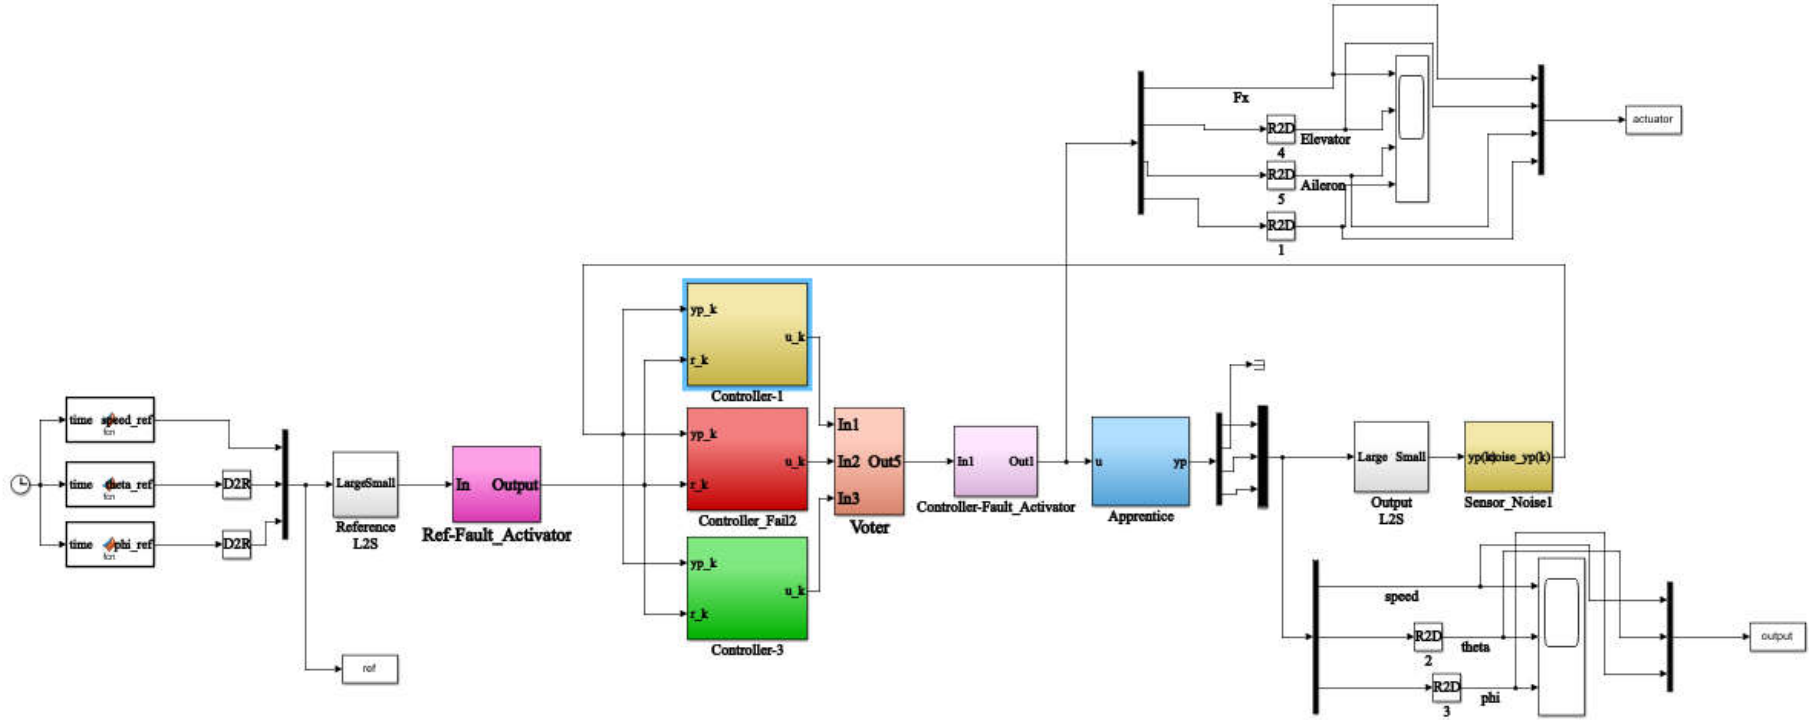 Fx
R2D
4
Elevator
R2D
5
Aileron
R2D
1
actuator
yp_k
r_k
u_k
Controller-1
yp_k
r_k
u_k
Controller_Fail2
yp_k
r_k
u_k
Controller-3
time speed_ref
fcn
time theta_ref
fcn
time phi_ref
fcn
D2R
D2R
LargeSmall
Reference
L2S
In Output
Ref-Fault_Activator
ref
In1
In2 Out5
In3
Voter
In1 Out1
Controller-Fault_Activator
u yp
Apprentice
Large Small
Output
L2S
yp(k) noise_yp(k)
Sensor_Noise1
speed
R2D
2
theta
R2D
3
phi
output